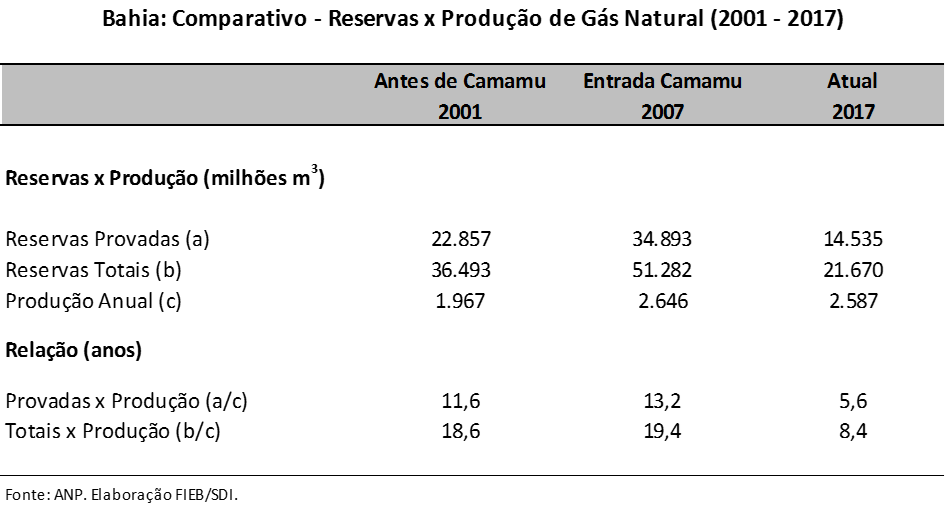 Bahia: Comparativo - Reservas x Produção de Gás Natural (2001 - 2017)
Antes de Camamu Entrada Camamu Atual
2001 2007 2017
Reservas x Produção (milhões m³)
Reservas Provadas (a) 22.857 34.893 14.535
Reservas Totais (b) 36.493 51.282 21.670
Produção Anual (c) 1.967 2.646 2.587
Relação (anos)
Provadas x Produção (a/c) 11,6 13,2 5,6
Totais x Produção (b/c) 18,6 19,4 8,4
Fonte: ANP. Elaboração FIEB/SDI.